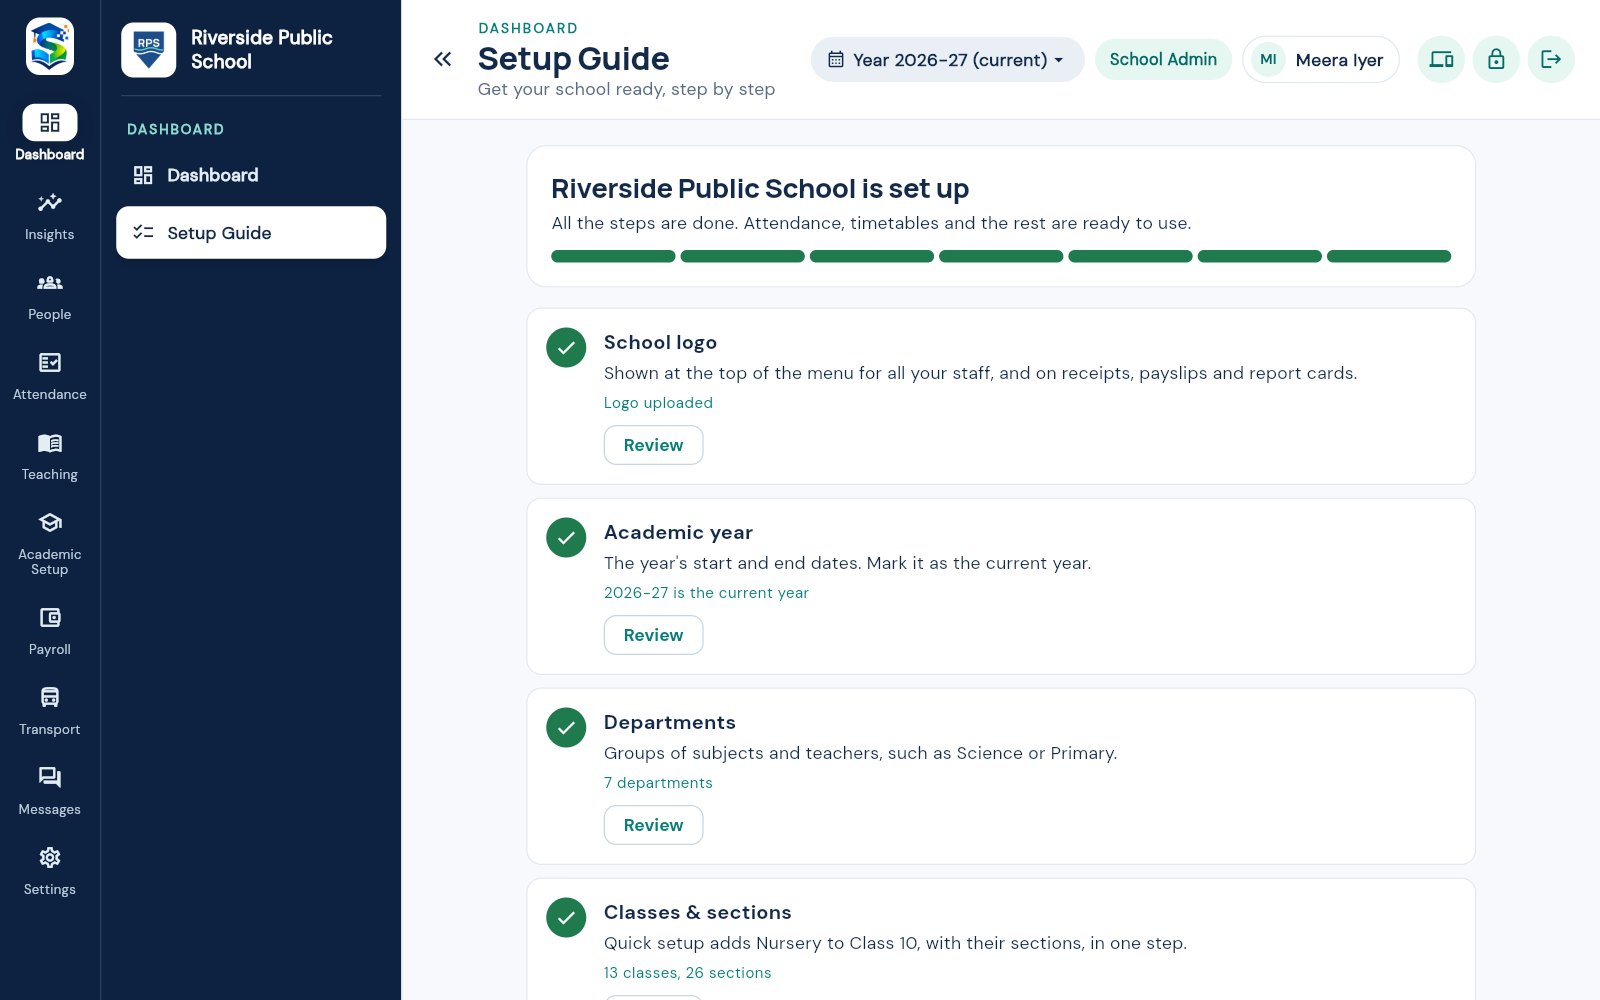 RPS
Riverside Public
School
DASHBOARD
Dashboard
Setup Guide
Dashboard
Insights
People
Attendance
Teaching
Academic
Setup
Payroll
Transport
Messages
Settings
DASHBOARD
Setup Guide
Get your school ready, step by step
Year 2026-27 (current)
School Admin
MI
Meera Iyer
Riverside Public School is set up
All the steps are done. Attendance, timetables and the rest are ready to use.
School logo
Shown at the top of the menu for all your staff, and on receipts, payslips and report cards.
Logo uploaded
Review
Academic year
The year's start and end dates. Mark it as the current year.
2026-27 is the current year
Review
Departments
Groups of subjects and teachers, such as Science or Primary.
7 departments
Review
Classes & sections
Quick setup adds Nursery to Class 10, with their sections, in one step.
13 classes, 26 sections